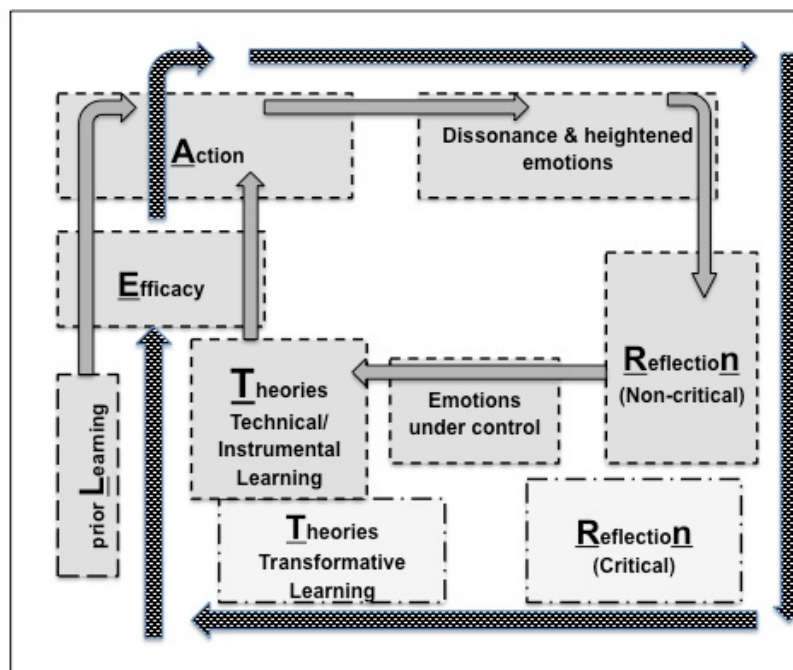 Action
Dissonance & heightened
emotions
Efficacy
Reflection
(Non-critical)
Theories
Technical/
Instrumental
Learning
Emotions
under control
prior Learning
Theories
Transformative
Learning
Reflection
(Critical)